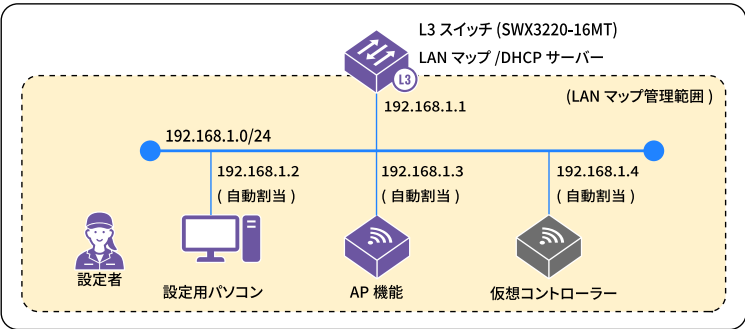 L3 スイッチ (SWX3220-16MT)
LAN マップ /DHCP サーバー
L3
(LAN マップ管理範囲 )
192.168.1.1
192.168.1.0/24
192.168.1.2
( 自動割当 )
192.168.1.3
( 自動割当 )
192.168.1.4
( 自動割当 )
設定者
設定用パソコン
AP 機能
仮想コントローラー